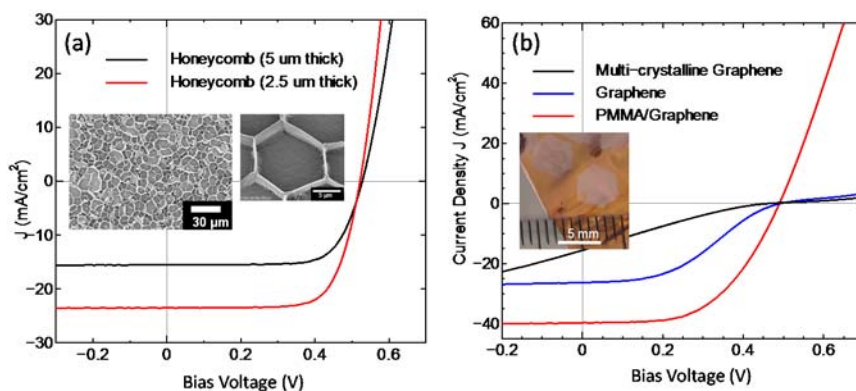 (a)
Honeycomb (5 um thick)
Honeycomb (2.5 um thick)
30 µm
J (mA/cm²)
30
20
10
0
−10
−20
−30
−0.2 0 0.2 0.4 0.6
Bias Voltage (V)
(b)
Multi-crystalline Graphene
Graphene
PMMA/Graphene
5 mm
Current Density J (mA/cm²)
60
40
20
0
−20
−40
−0.2 0 0.2 0.4 0.6
Bias Voltage (V)